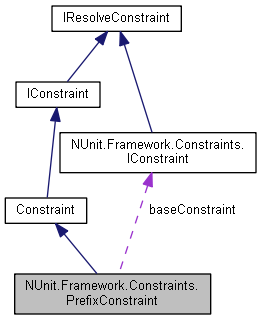 IResolveConstraint
IConstraint
NUnit.Framework.Constraints.
IConstraint
Constraint
baseConstraint
NUnit.Framework.Constraints.
PrefixConstraint